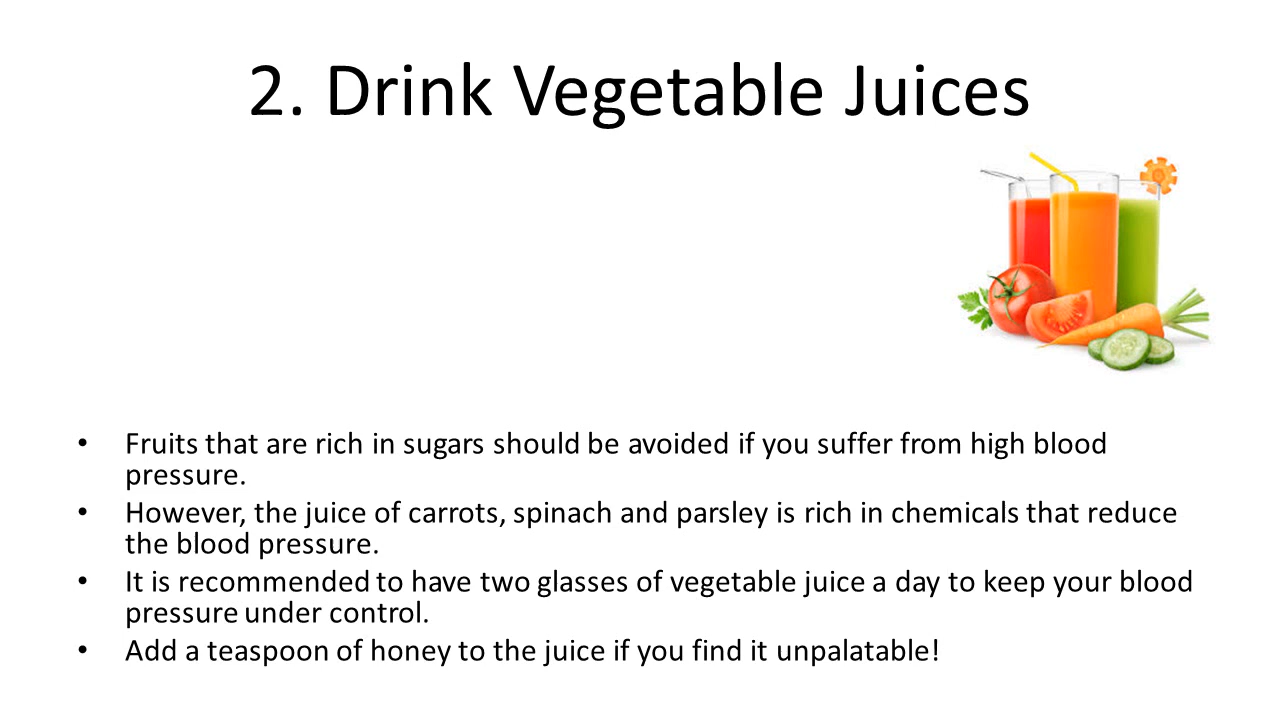 2. Drink Vegetable Juices
• Fruits that are rich in sugars should be avoided if you suffer from high blood
pressure.
• However, the juice of carrots, spinach and parsley is rich in chemicals that reduce
the blood pressure.
• It is recommended to have two glasses of vegetable juice a day to keep your blood
pressure under control.
• Add a teaspoon of honey to the juice if you find it unpalatable!